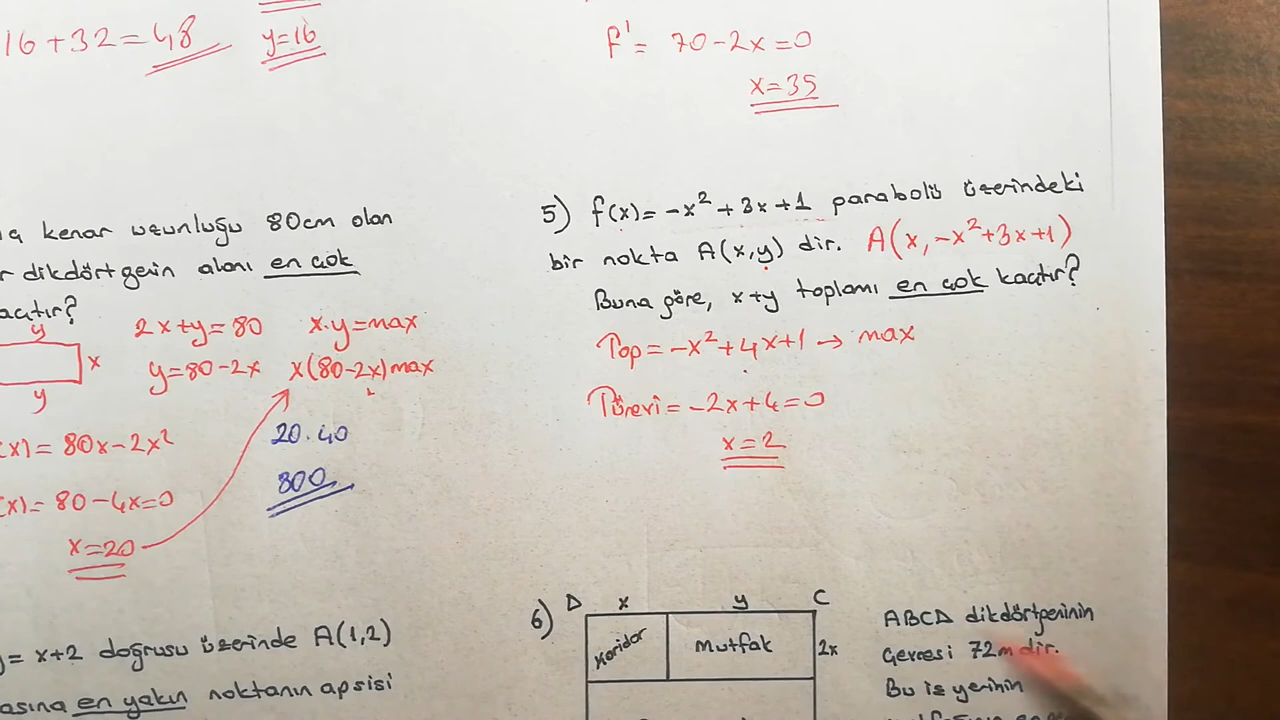 16 + 32 = 48
y=16
f' = 70-2x=0
x=35
kenar uzunluğu 80cm olan
dikdörtgenin alanı en çok
y
x
y
2x+y=80
x.y=max
y=80-2x
x(80-2x)max
= 80x-2x²
= 80-4x=0
x=20
20.40
800
= x+2 doğrusu üzerinde A(1,2)
en yakın noktanın apsisi
5) f(x)= -x²+3x+1 parabolü üzerindeki
bir nokta A(x,y) dir. A(x,-x²+3x+1)
Buna göre, x+y toplamı en çok kaçtır?
Top = -x²+4x+1 → max
Türevi = -2x+4=0
x=2
6) D x y C
Koridor Mutfak 2x
ABCD dikdörtgeninin
Çevresi 72m dir.
Bu iş yerinin